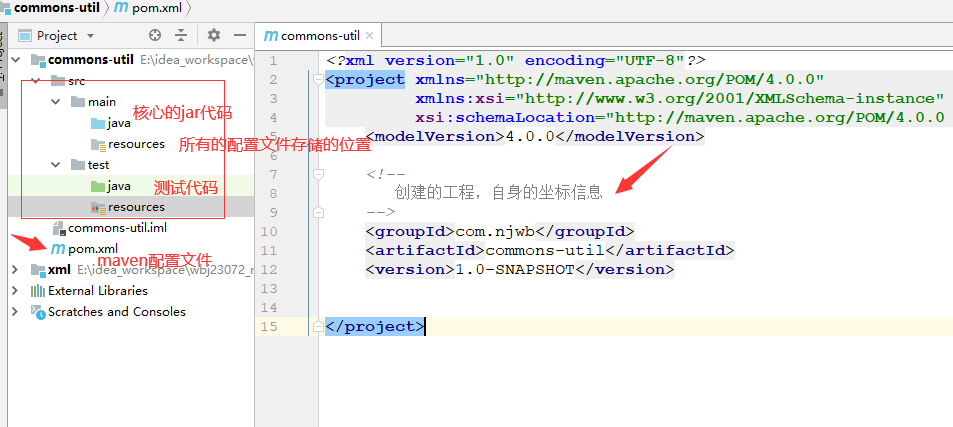 commons-util
pom.xml
Project
commons-util
commons-util E:\idea_workspace\
src
main
核心的jar代码
java
resources
所有的配置文件存储的位置
test
java
测试代码
resources
commons-util.iml
pom.xml
maven配置文件
xml E:\idea_workspace\wbj23072_
External Libraries
Scratches and Consoles
1 <?xml version="1.0" encoding="UTF-8"?>
2 <project xmlns="http://maven.apache.org/POM/4.0.0"
3 xmlns:xsi="http://www.w3.org/2001/XMLSchema-instance"
4 xsi:schemaLocation="http://maven.apache.org/POM/4.0.0
5 <modelVersion>4.0.0</modelVersion>
6
7 <!--
8 创建的工程，自身的坐标信息
9 -->
10 <groupId>com.njwb</groupId>
11 <artifactId>commons-util</artifactId>
12 <version>1.0-SNAPSHOT</version>
13
14
15 </project>